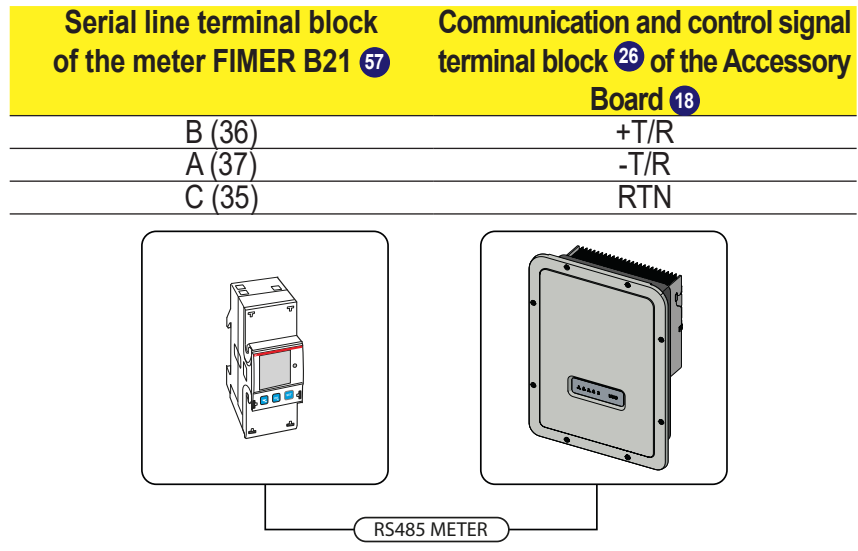 Serial line terminal block
of the meter FIMER B21 57
Communication and control signal
terminal block 26 of the Accessory
Board 18
B (36) +T/R
A (37) -T/R
C (35) RTN
RS485 METER